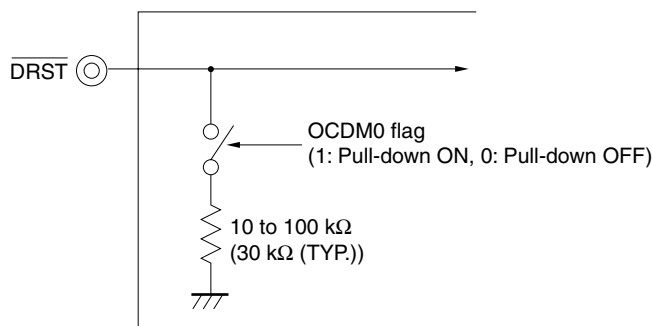 DRST
OCDM0 flag
(1: Pull-down ON, 0: Pull-down OFF)
10 to 100 kΩ
(30 kΩ (TYP.))